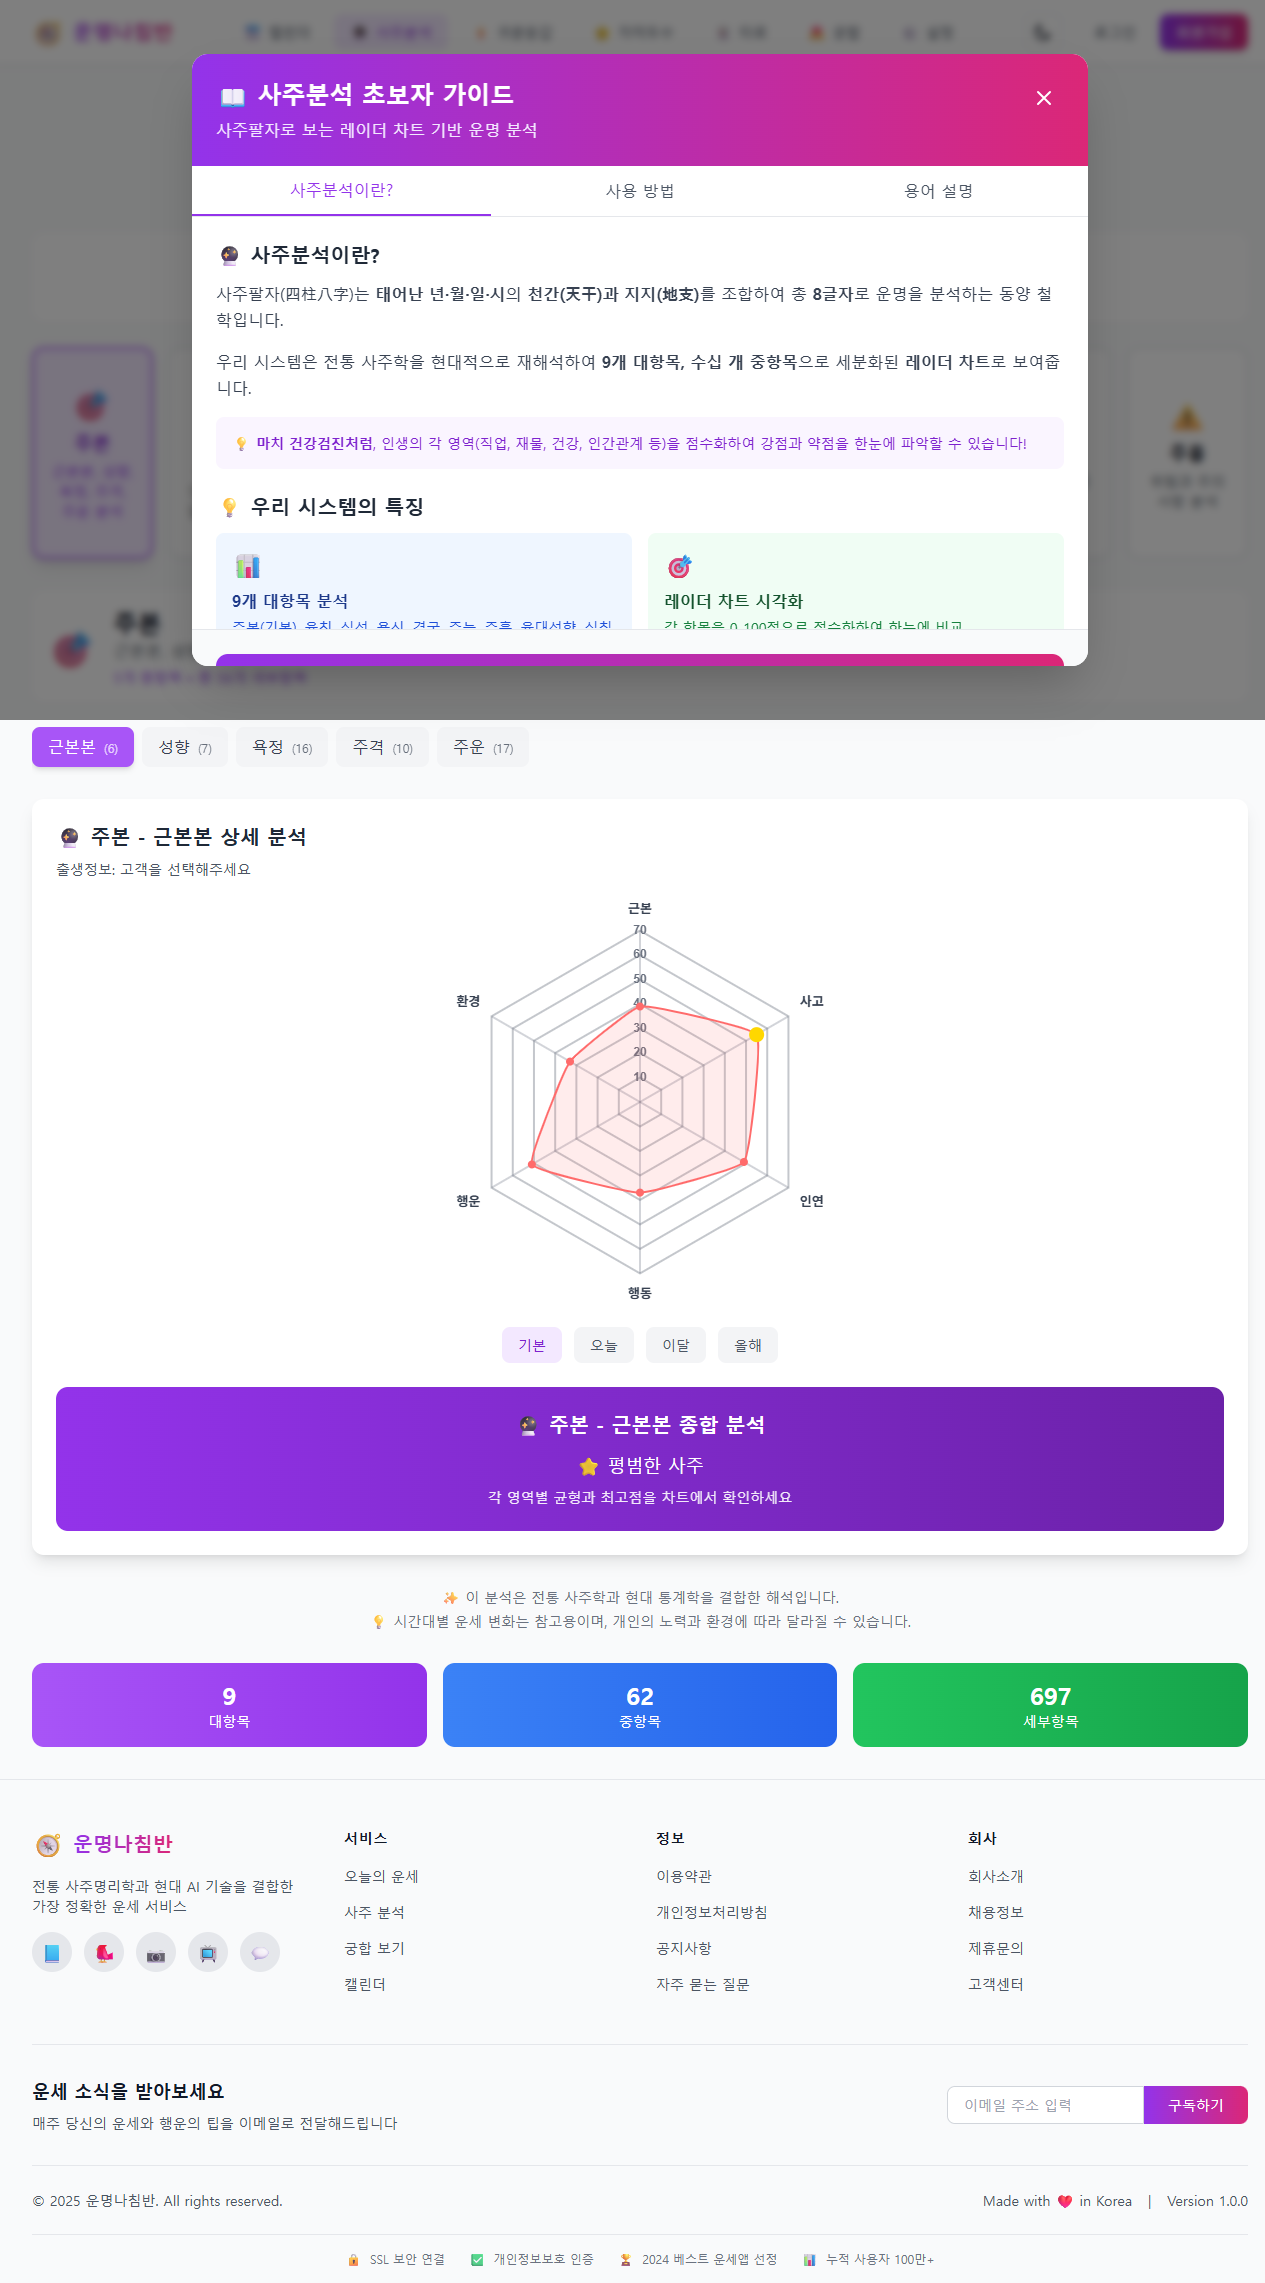 운명나침반
사주분석 초보자 가이드
사주팔자로 보는 레이더 차트 기반 운명 분석
사주분석이란?
사용 방법
용어 설명
사주분석이란?
사주팔자(四柱八字)는 태어난 년·월·일·시의 천간(天干)과 지지(地支)를 조합하여 총 8글자로 운명을 분석하는 동양 철
학입니다.
우리 시스템은 전통 사주학을 현대적으로 재해석하여 9개 대항목, 수십 개 중항목으로 세분화된 레이더 차트로 보여줍
니다.
마치 건강검진처럼, 인생의 각 영역(직업, 재물, 건강, 인간관계 등)을 점수화하여 강점과 약점을 한눈에 파악할 수 있습니다!
우리 시스템의 특징
9개 대항목 분석
레이더 차트 시각화
각 항목을 0-100점으로 점수화하여 한눈에 비교
주본
주본
근본본 (6)
성향 (7)
욕정 (16)
주격 (10)
주운 (17)
주본 - 근본본 상세 분석
출생정보: 고객을 선택해주세요
근본
70
60
50
40
30
20
10
사고
환경
인연
행운
행동
기본
오늘
이달
올해
주본 - 근본본 종합 분석
평범한 사주
각 영역별 균형과 최고점을 차트에서 확인하세요
이 분석은 전통 사주학과 현대 통계학을 결합한 해석입니다.
시간대별 운세 변화는 참고용이며, 개인의 노력과 환경에 따라 달라질 수 있습니다.
9
대항목
62
중항목
697
세부항목
운명나침반
전통 사주명리학과 현대 AI 기술을 결합한
가장 정확한 운세 서비스
서비스
오늘의 운세
사주 분석
궁합 보기
캘린더
정보
이용약관
개인정보처리방침
공지사항
자주 묻는 질문
회사
회사소개
채용정보
제휴문의
고객센터
운세 소식을 받아보세요
매주 당신의 운세와 행운의 팁을 이메일로 전달해드립니다
이메일 주소 입력
구독하기
© 2025 운명나침반. All rights reserved.
Made with ❤️ in Korea | Version 1.0.0
SSL 보안 연결
개인정보보호 인증
2024 베스트 운세앱 선정
누적 사용자 100만+